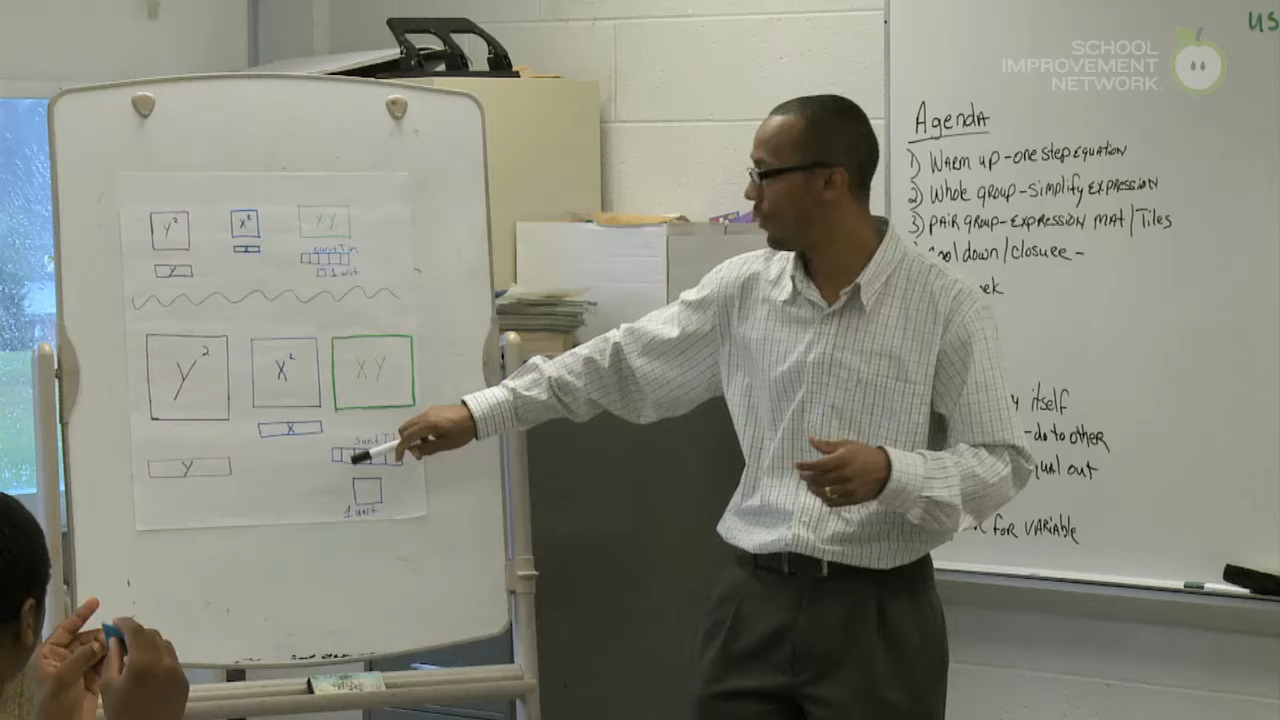 SCHOOL
IMPROVEMENT
NETWORK
us
Agenda
1) Warm up - one step equation
2) Whole group - simplify expression
3) Pair group - expression mat / Tiles
down/closure -
y²
x²
XY
x
y
1 unit
y²
x²
XY
x
y
1 unit
itself
- do to other
out
for variable